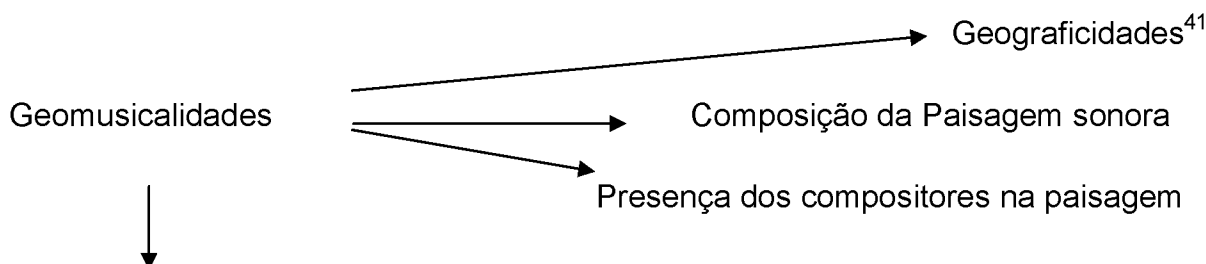 Geograficidades⁴¹
Geomusicalidades
Composição da Paisagem sonora
Presença dos compositores na paisagem